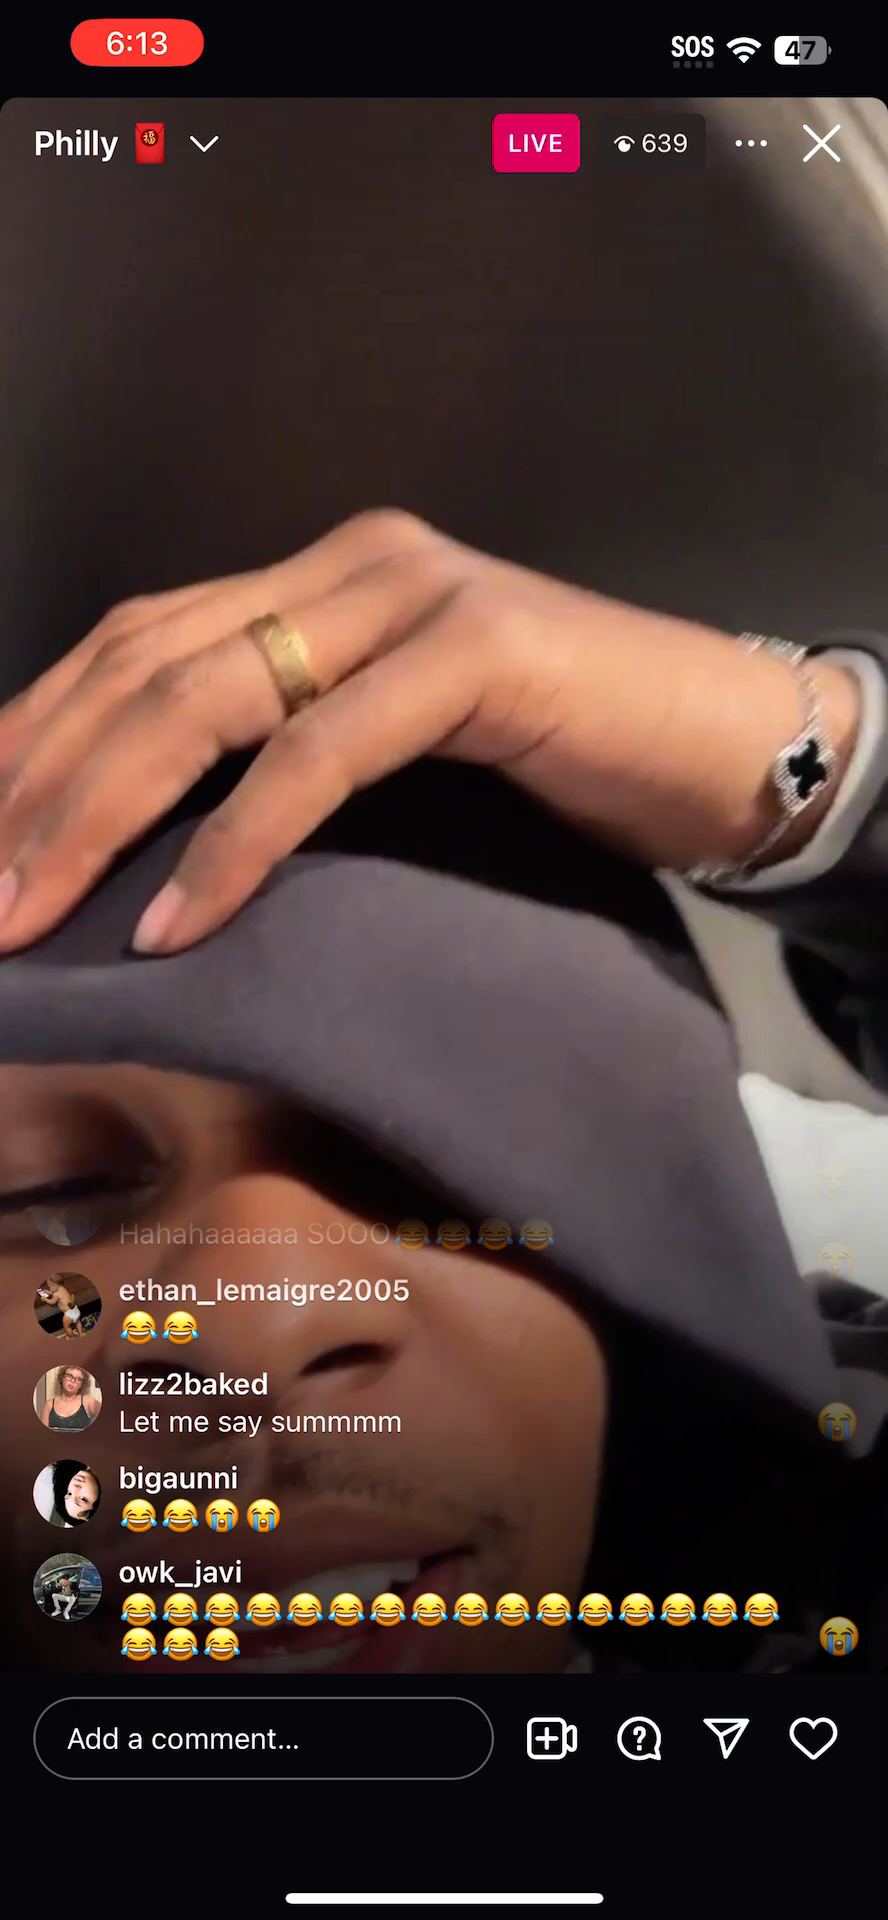 6:13
SOS
47
Philly 🧧
LIVE
639
Hahahaaaaaa SOOO😂😂😂😂
ethan_lemaigre2005
😂😂
lizz2baked
Let me say summmm
bigaunni
😂😂😭😭
owk_javi
😂😂😂😂😂😂😂😂😂😂😂😂😂😂😂😂
😂😂😂
Add a comment...